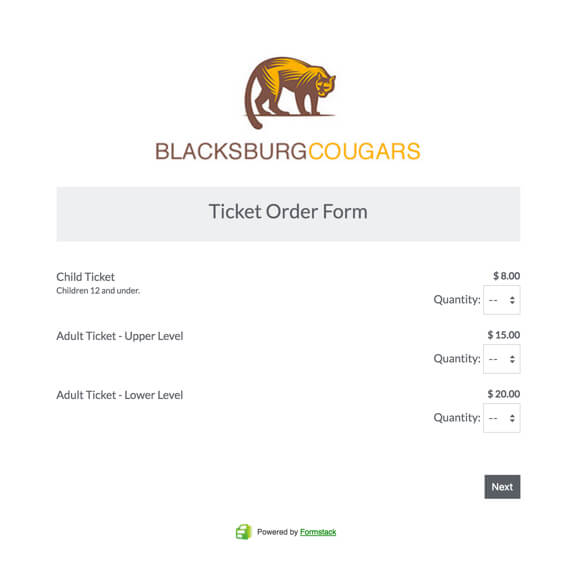 BLACKSBURGCOUGARS
Ticket Order Form
Child Ticket
$ 8.00
Children 12 and under.
Quantity: --
Adult Ticket - Upper Level
$ 15.00
Quantity: --
Adult Ticket - Lower Level
$ 20.00
Quantity: --
Next
Powered by Formstack